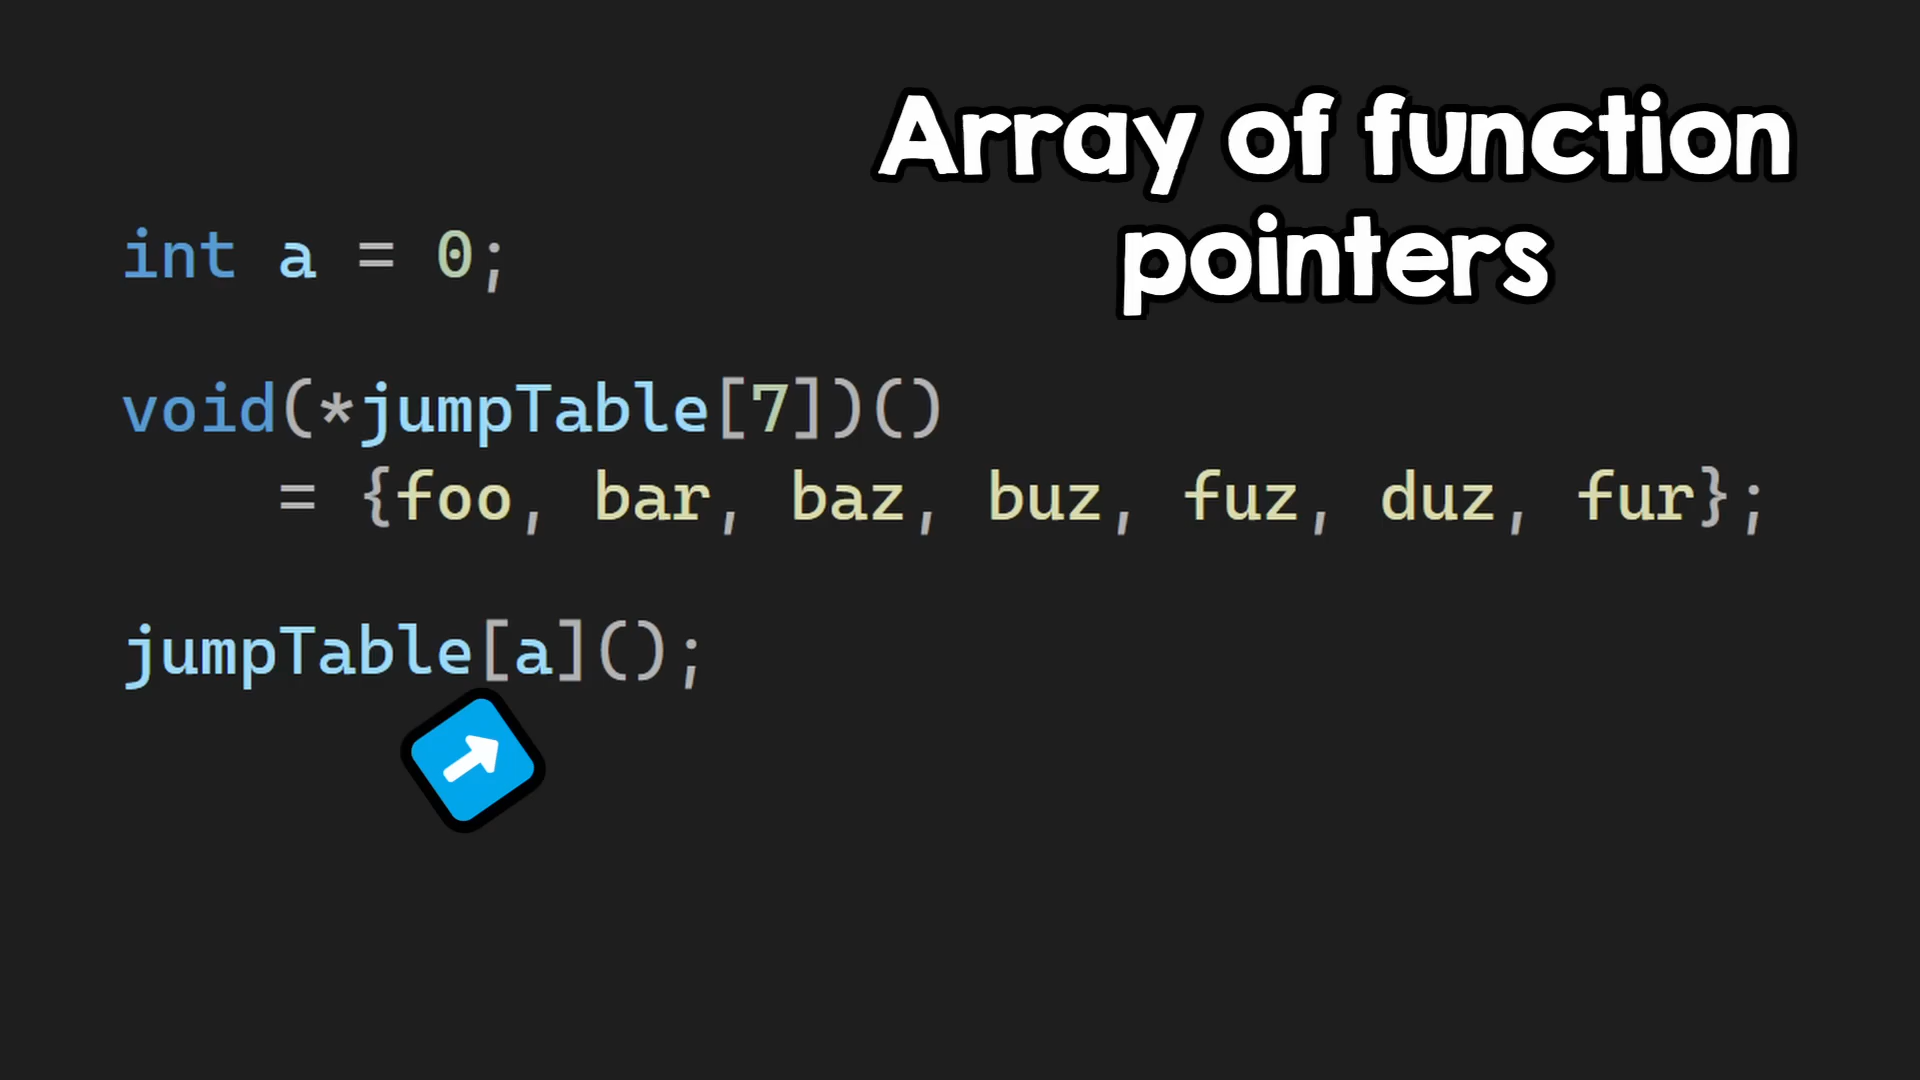 Array of function
pointers
int a = 0;
void(*jumpTable[7])()
= {foo, bar, baz, buz, fuz, duz, fur};
jumpTable[a]();